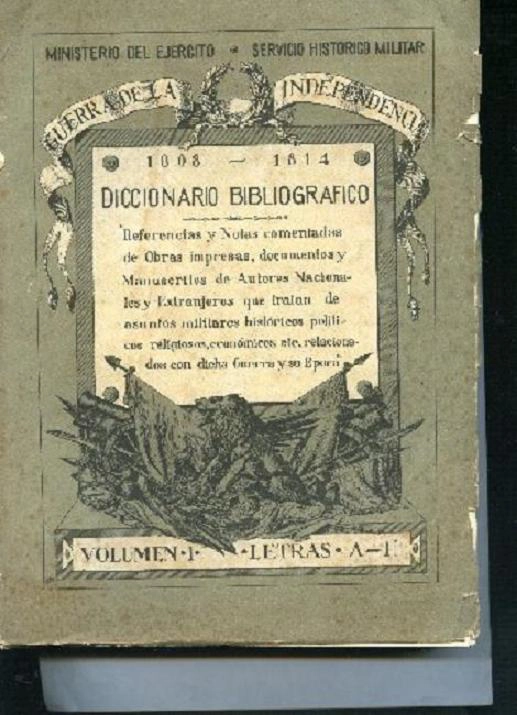 MINISTERIO DEL EJERCITO • SERVICIO HISTORICO MILITAR
GUERRA DE LA INDEPENDENCIA
1808 — 1814
DICCIONARIO BIBLIOGRAFICO
"Referencias y Notas comentadas
de Obras impresas, documentos y
Manuscritos de Autores Naciona-
les y Extranjeros que tratan de
asuntos militares históricos políti-
cos religiosos, económicos etc. relaciona-
dos con dicha Guerra y su Epoca"
VOLUMEN • I • LETRAS • A—